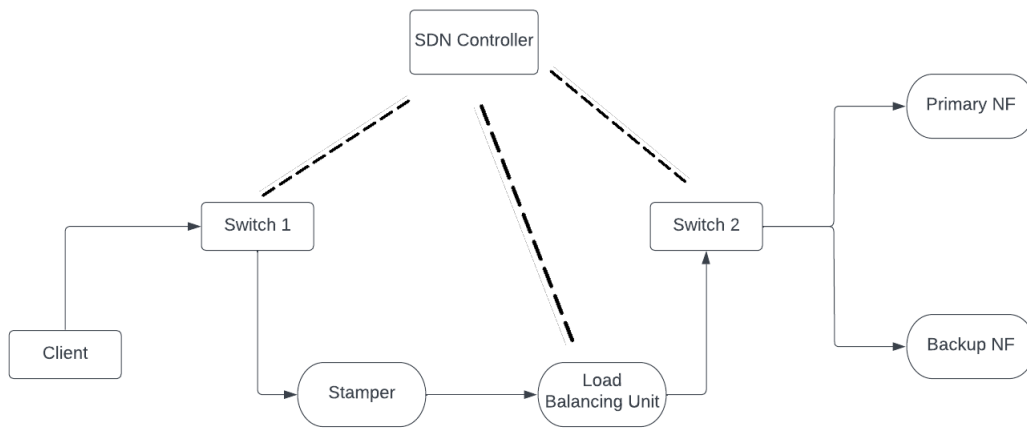 SDN Controller
Primary NF
Switch 1
Switch 2
Client
Backup NF
Stamper
Load
Balancing Unit